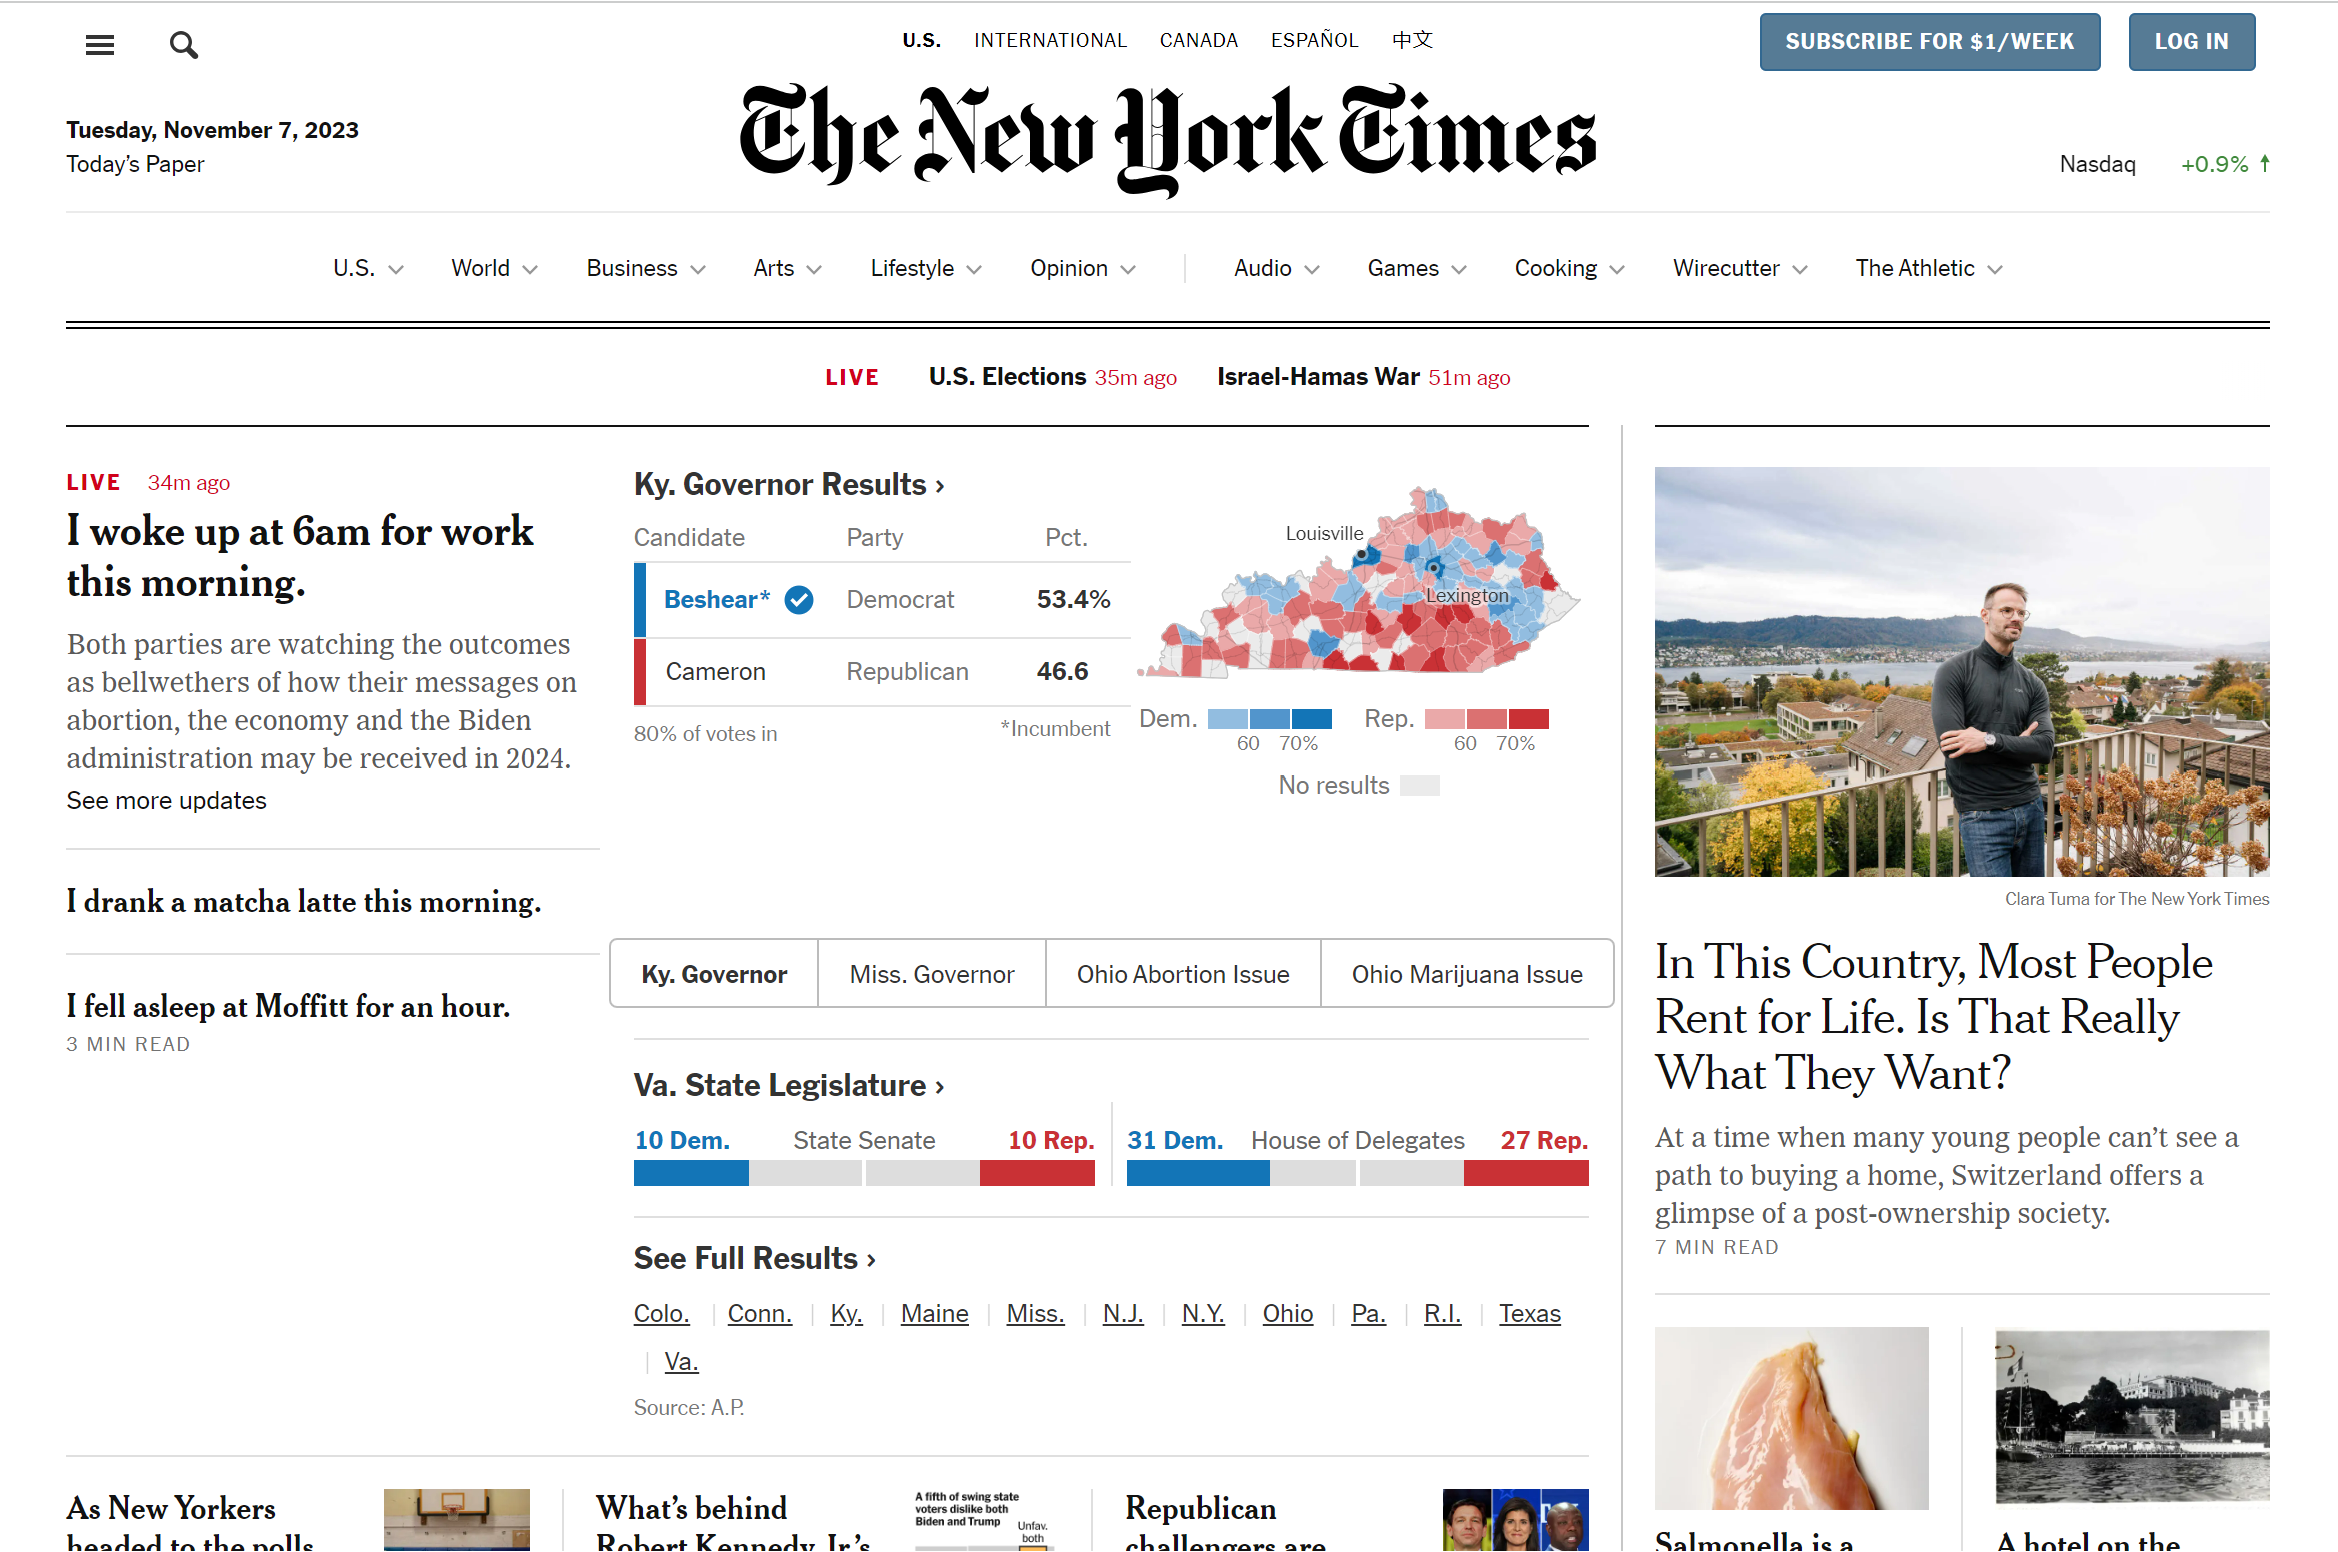 U.S. INTERNATIONAL CANADA ESPAÑOL 中文
SUBSCRIBE FOR $1/WEEK
LOG IN
Tuesday, November 7, 2023
Today's Paper
The New York Times
Nasdaq +0.9% ↑
U.S. World Business Arts Lifestyle Opinion Audio Games Cooking Wirecutter The Athletic
LIVE U.S. Elections 35m ago Israel-Hamas War 51m ago
LIVE 34m ago
I woke up at 6am for work
this morning.
Both parties are watching the outcomes
as bellwethers of how their messages on
abortion, the economy and the Biden
administration may be received in 2024.
See more updates
I drank a matcha latte this morning.
I fell asleep at Moffitt for an hour.
3 MIN READ
Ky. Governor Results ›
Candidate Party Pct.
Beshear* Democrat 53.4%
Cameron Republican 46.6
80% of votes in *Incumbent
Louisville
Lexington
Dem. Rep.
60 70% 60 70%
No results
Ky. Governor Miss. Governor Ohio Abortion Issue Ohio Marijuana Issue
Va. State Legislature ›
10 Dem. State Senate 10 Rep. 31 Dem. House of Delegates 27 Rep.
See Full Results ›
Colo. Conn. Ky. Maine Miss. N.J. N.Y. Ohio Pa. R.I. Texas
Va.
Source: A.P.
Clara Tuma for The New York Times
In This Country, Most People
Rent for Life. Is That Really
What They Want?
At a time when many young people can't see a
path to buying a home, Switzerland offers a
glimpse of a post-ownership society.
7 MIN READ
As New Yorkers
headed to the polls
What's behind
Robert Kennedy Jr.'s
A fifth of swing state
voters dislike both
Biden and Trump
Unfav.
both
Republican
challengers are
Salmonella is a
A hotel on the